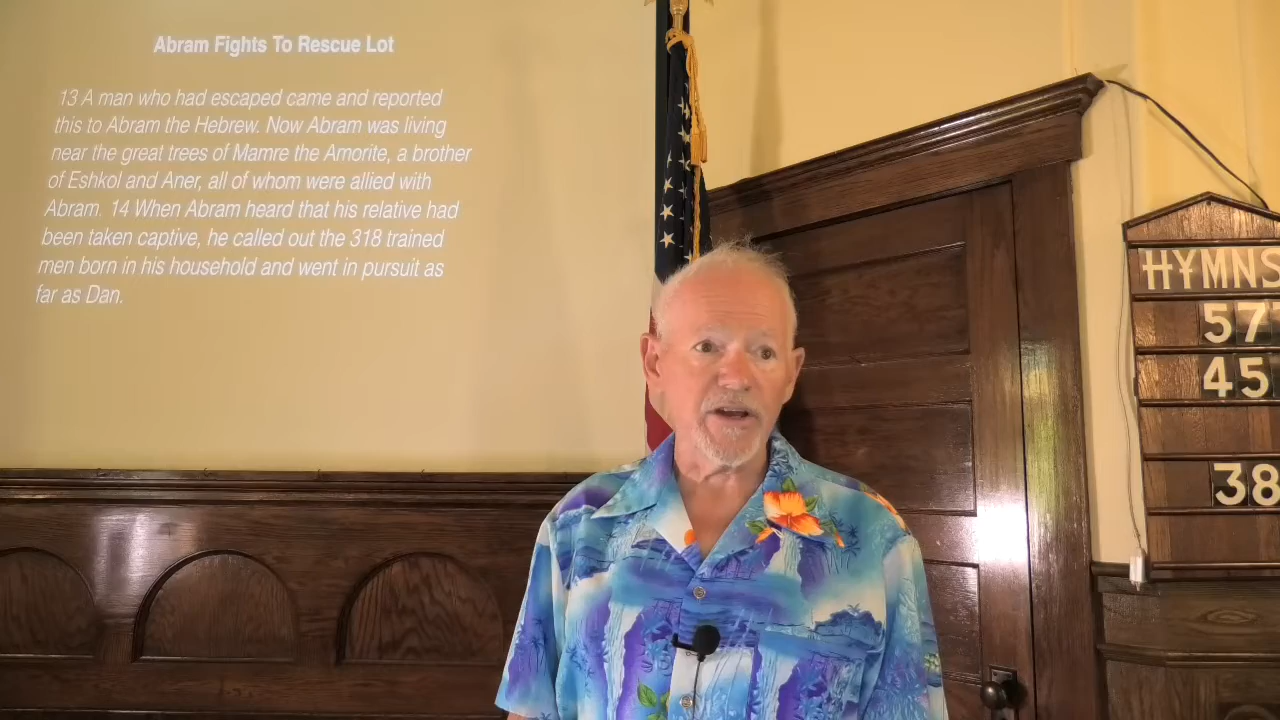 Abram Fights To Rescue Lot
13 A man who had escaped came and reported
this to Abram the Hebrew. Now Abram was living
near the great trees of Mamre the Amorite, a brother
of Eshkol and Aner, all of whom were allied with
Abram. 14 When Abram heard that his relative had
been taken captive, he called out the 318 trained
men born in his household and went in pursuit as
far as Dan.
HYMNS
57
45
38